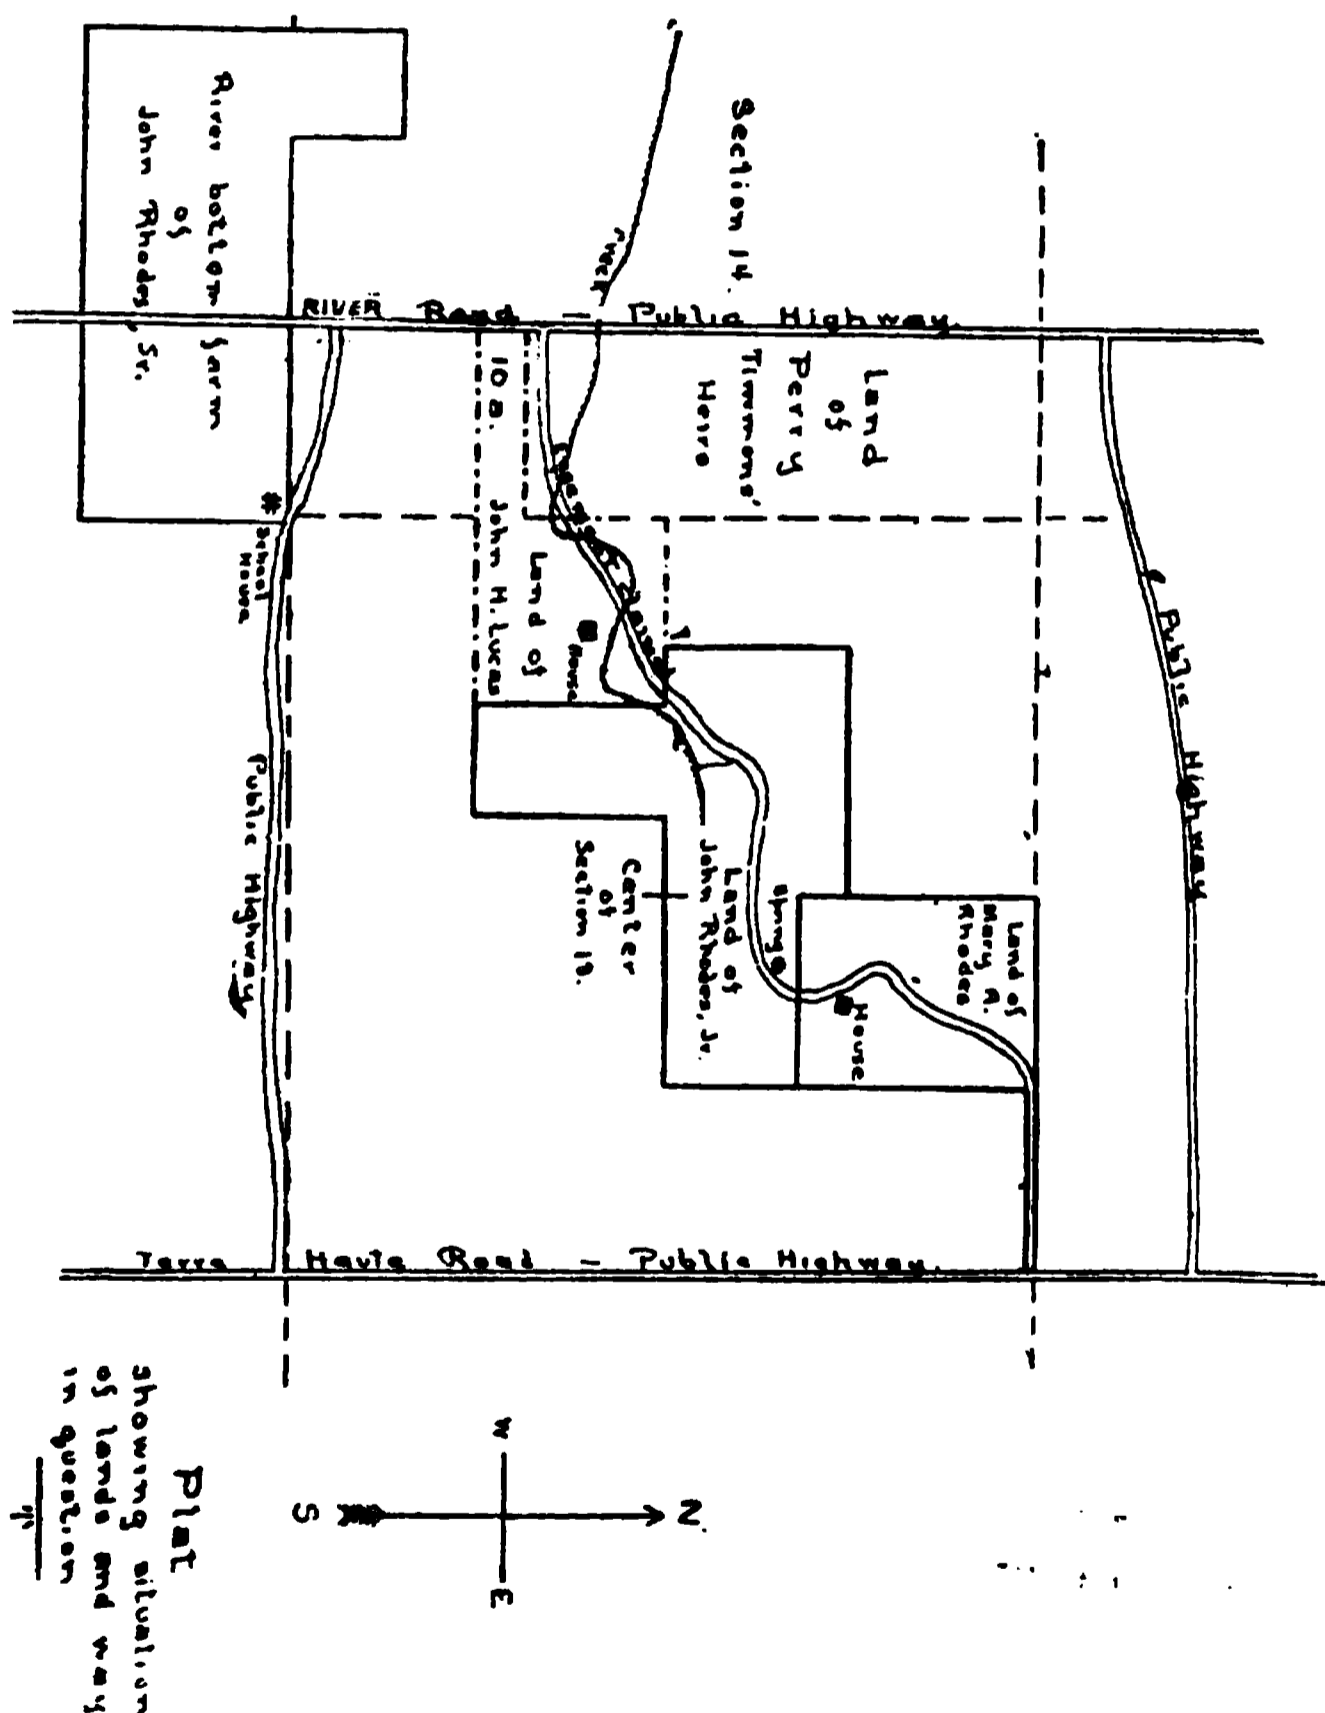 River bottom farm
of
John Rhodes, Sr.
Section 14.
creek
RIVER Road - Public Highway.
Land
of
Perry
Timmons'
Heirs
10 a. John H. Lucas
Land of
House
School
House
Public Highway
Public Highway
Center
of
Section 13.
Land of
John Rhodes, Jr.
Spring
Land of
Mary A.
Rhodes
House
Terre Haute Road - Public Highway.
W
N
S
E
Plat
showing situation
of lands and way
in question